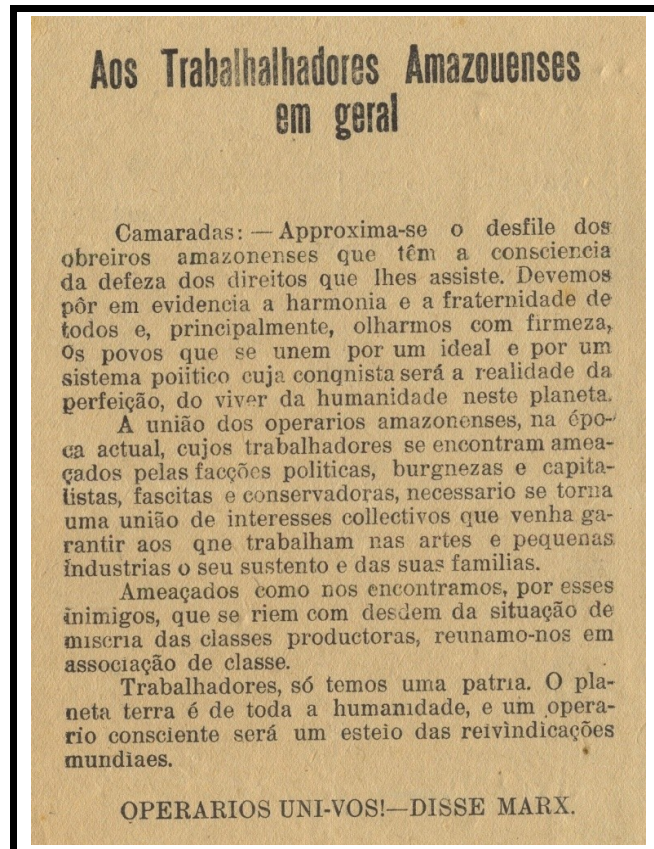 Aos Trabalhalhadores Amazouenses
em geral
Camaradas: — Approxima-se o desfile dos
obreiros amazonenses que têm a consciencia
da defeza dos direitos que lhes assiste. Devemos
pôr em evidencia a harmonia e a fraternidade de
todos e, principalmente, olharmos com firmeza,
Os povos que se unem por um ideal e por um
sistema poiitico cuja conqnista será a realidade da
perfeição, do viver da humanidade neste planeta.
A união dos operarios amazonenses, na épo-
ca actual, cujos trabalhadores se encontram amea-
çados pelas facções politicas, burgnezas e capita-
listas, fascitas e conservadoras, necessario se torna
uma união de interesses collectivos que venha ga-
rantir aos qne trabalham nas artes e pequenas
industrias o seu sustento e das suas familias.
Ameaçados como nos encontramos, por esses
inimigos, que se riem com desdem da situação de
miscria das classes productoras, reunamo-nos em
associação de classe.
Trabalhadores, só temos uma patria. O pla-
neta terra é de toda a humanidade, e um opera-
rio consciente será um esteio das reivindicações
mundiaes.
OPERARIOS UNI-VOS!—DISSE MARX.